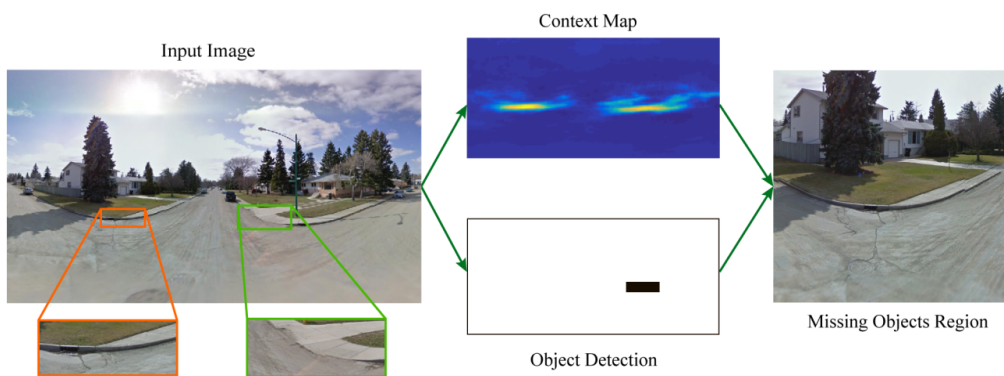 Context Map
Input Image
Missing Objects Region
Object Detection